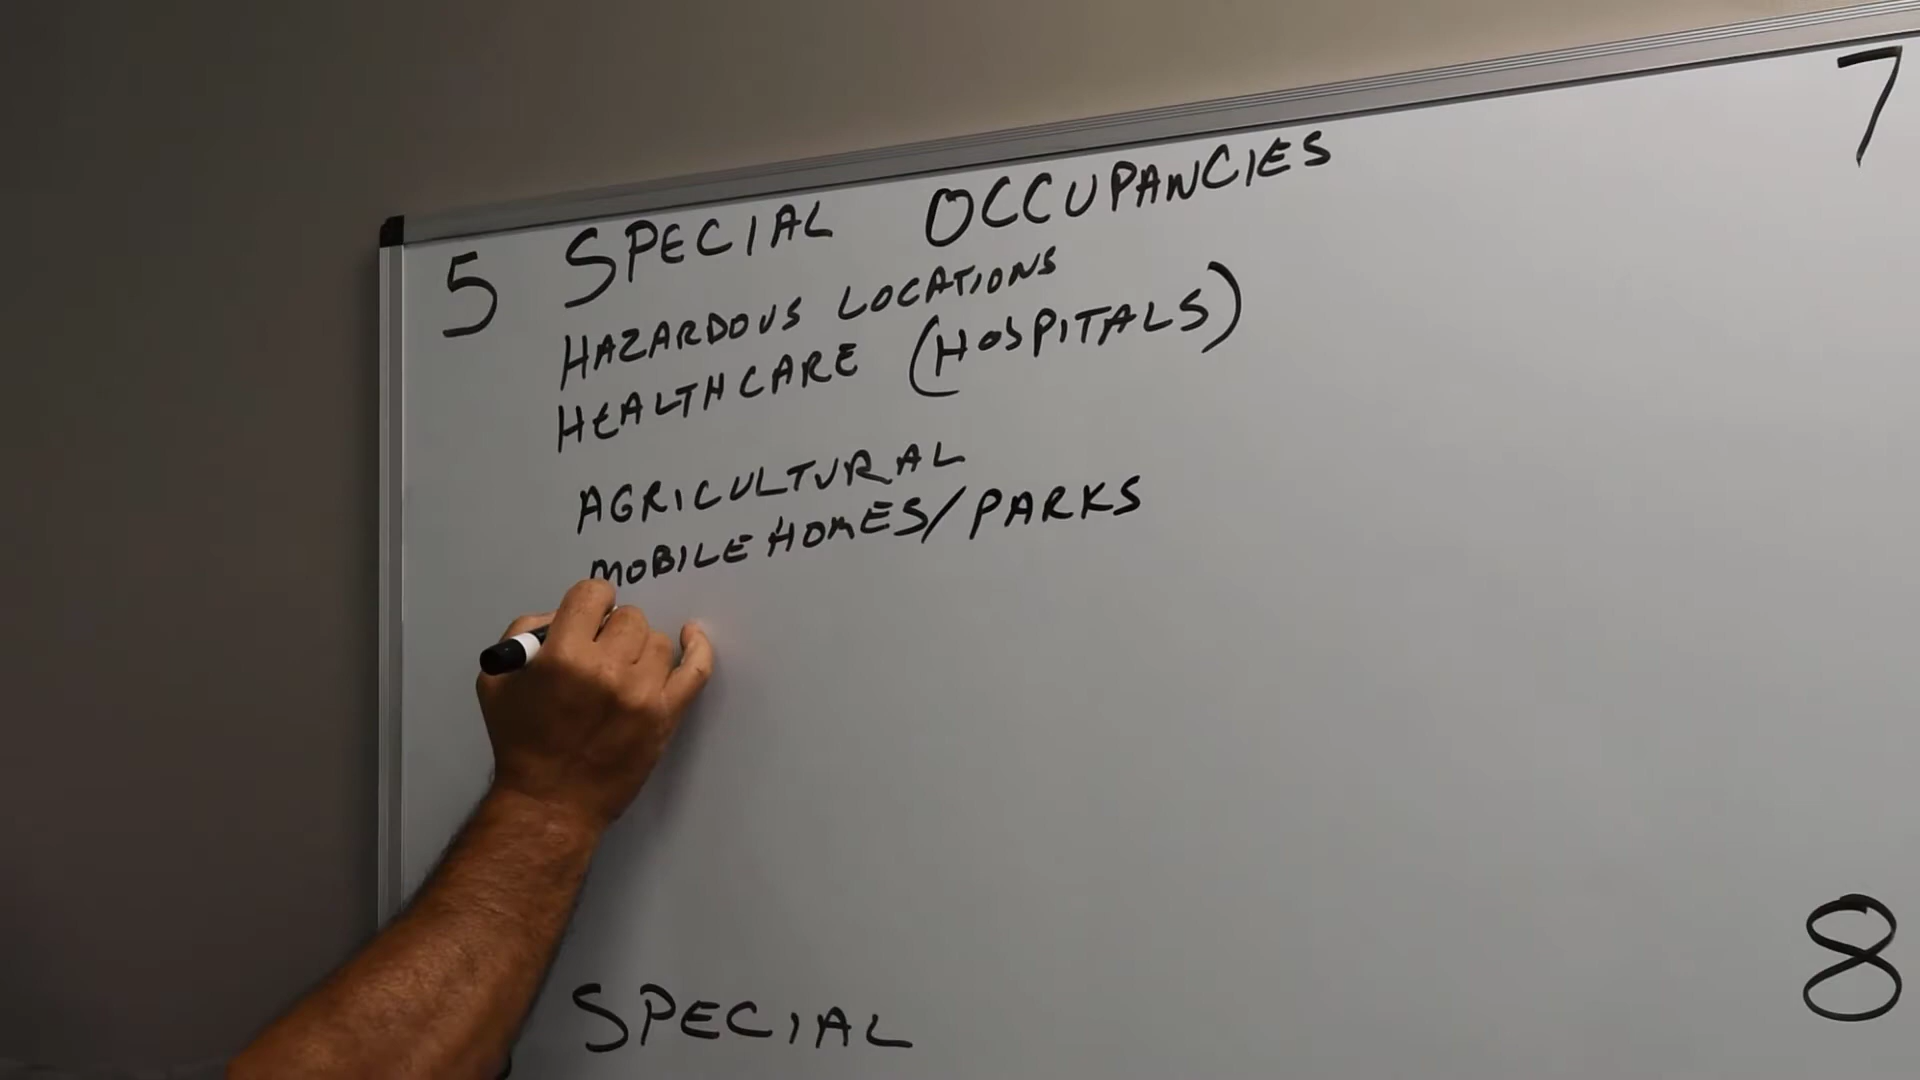 5 SPECIAL OCCUPANCIES
HAZARDOUS LOCATIONS
HEALTHCARE (HOSPITALS)
AGRICULTURAL
MOBILE HOMES/PARKS
SPECIAL
7
8